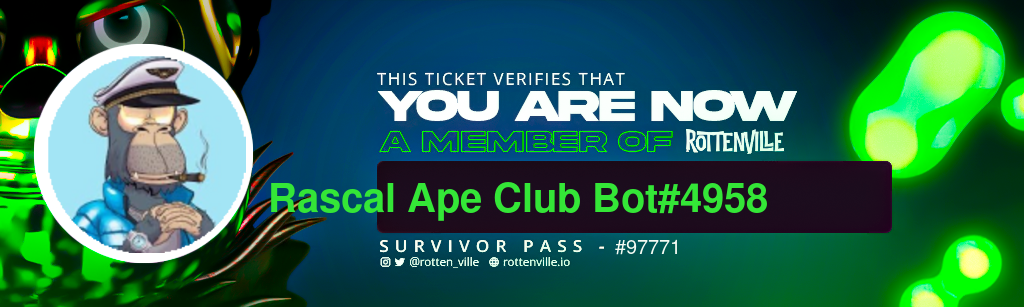 THIS TICKET VERIFIES THAT
YOU ARE NOW
A MEMBER OF ROTTENVILLE
Rascal Ape Club Bot#4958
SURVIVOR PASS - #97771
@rotten_ville rottenville.io